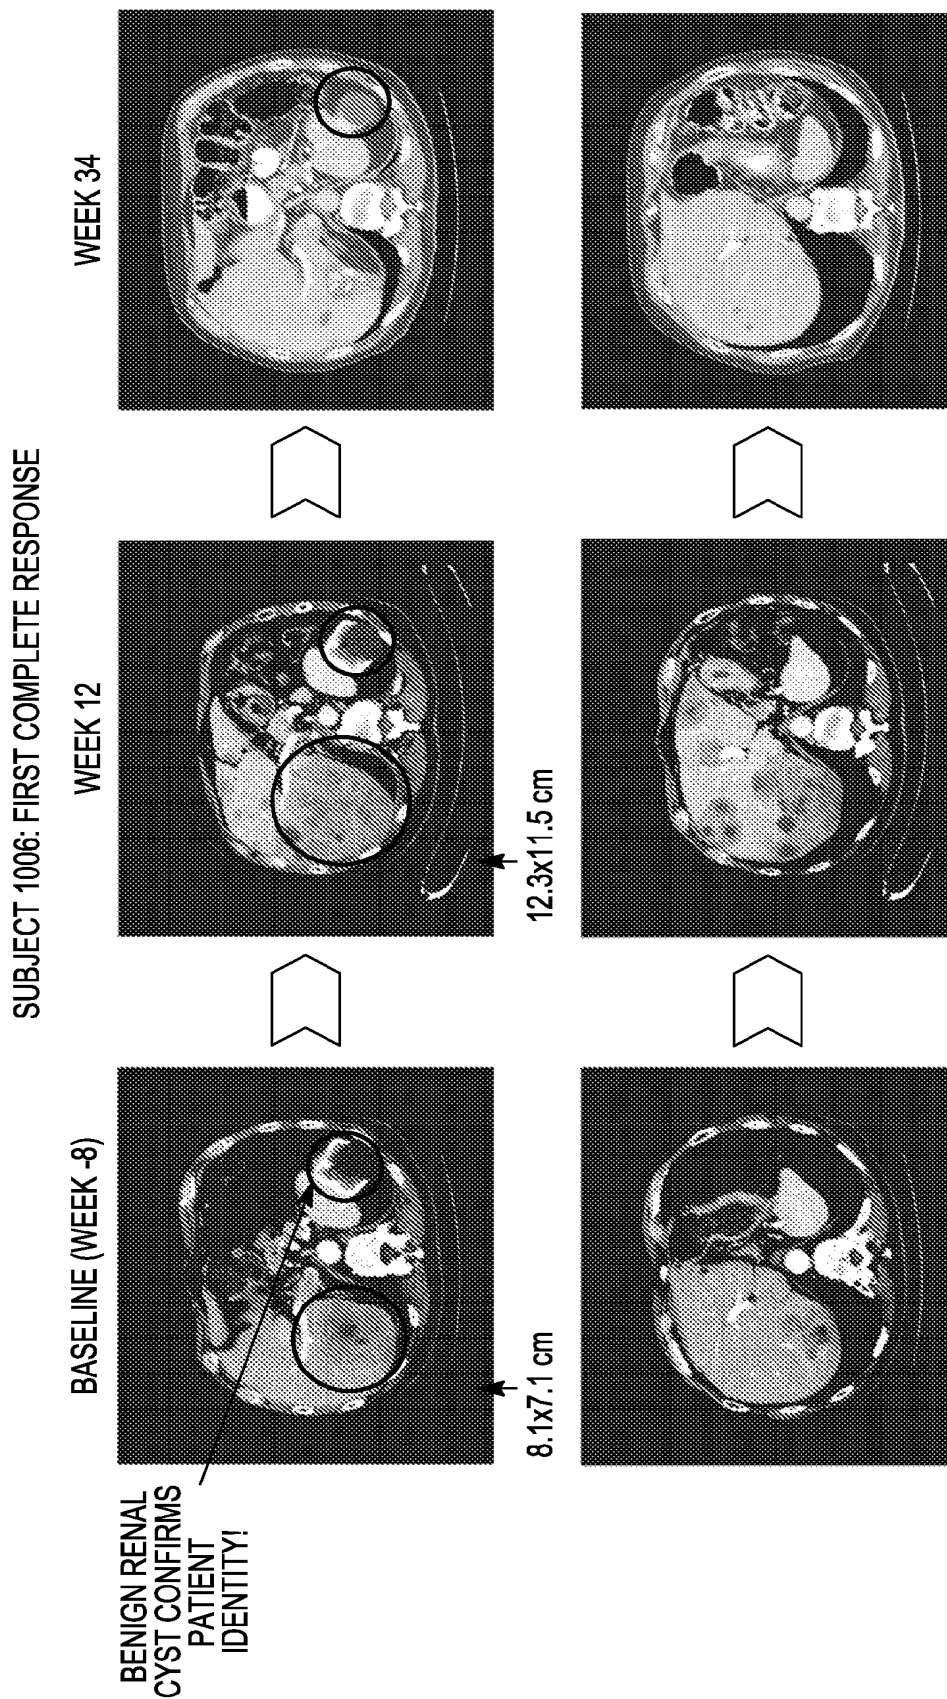 SUBJECT 1006: FIRST COMPLETE RESPONSE
BASELINE (WEEK -8)
WEEK 12
WEEK 34
BENIGN RENAL
CYST CONFIRMS
PATIENT
IDENTITY!
8.1x7.1 cm
12.3x11.5 cm